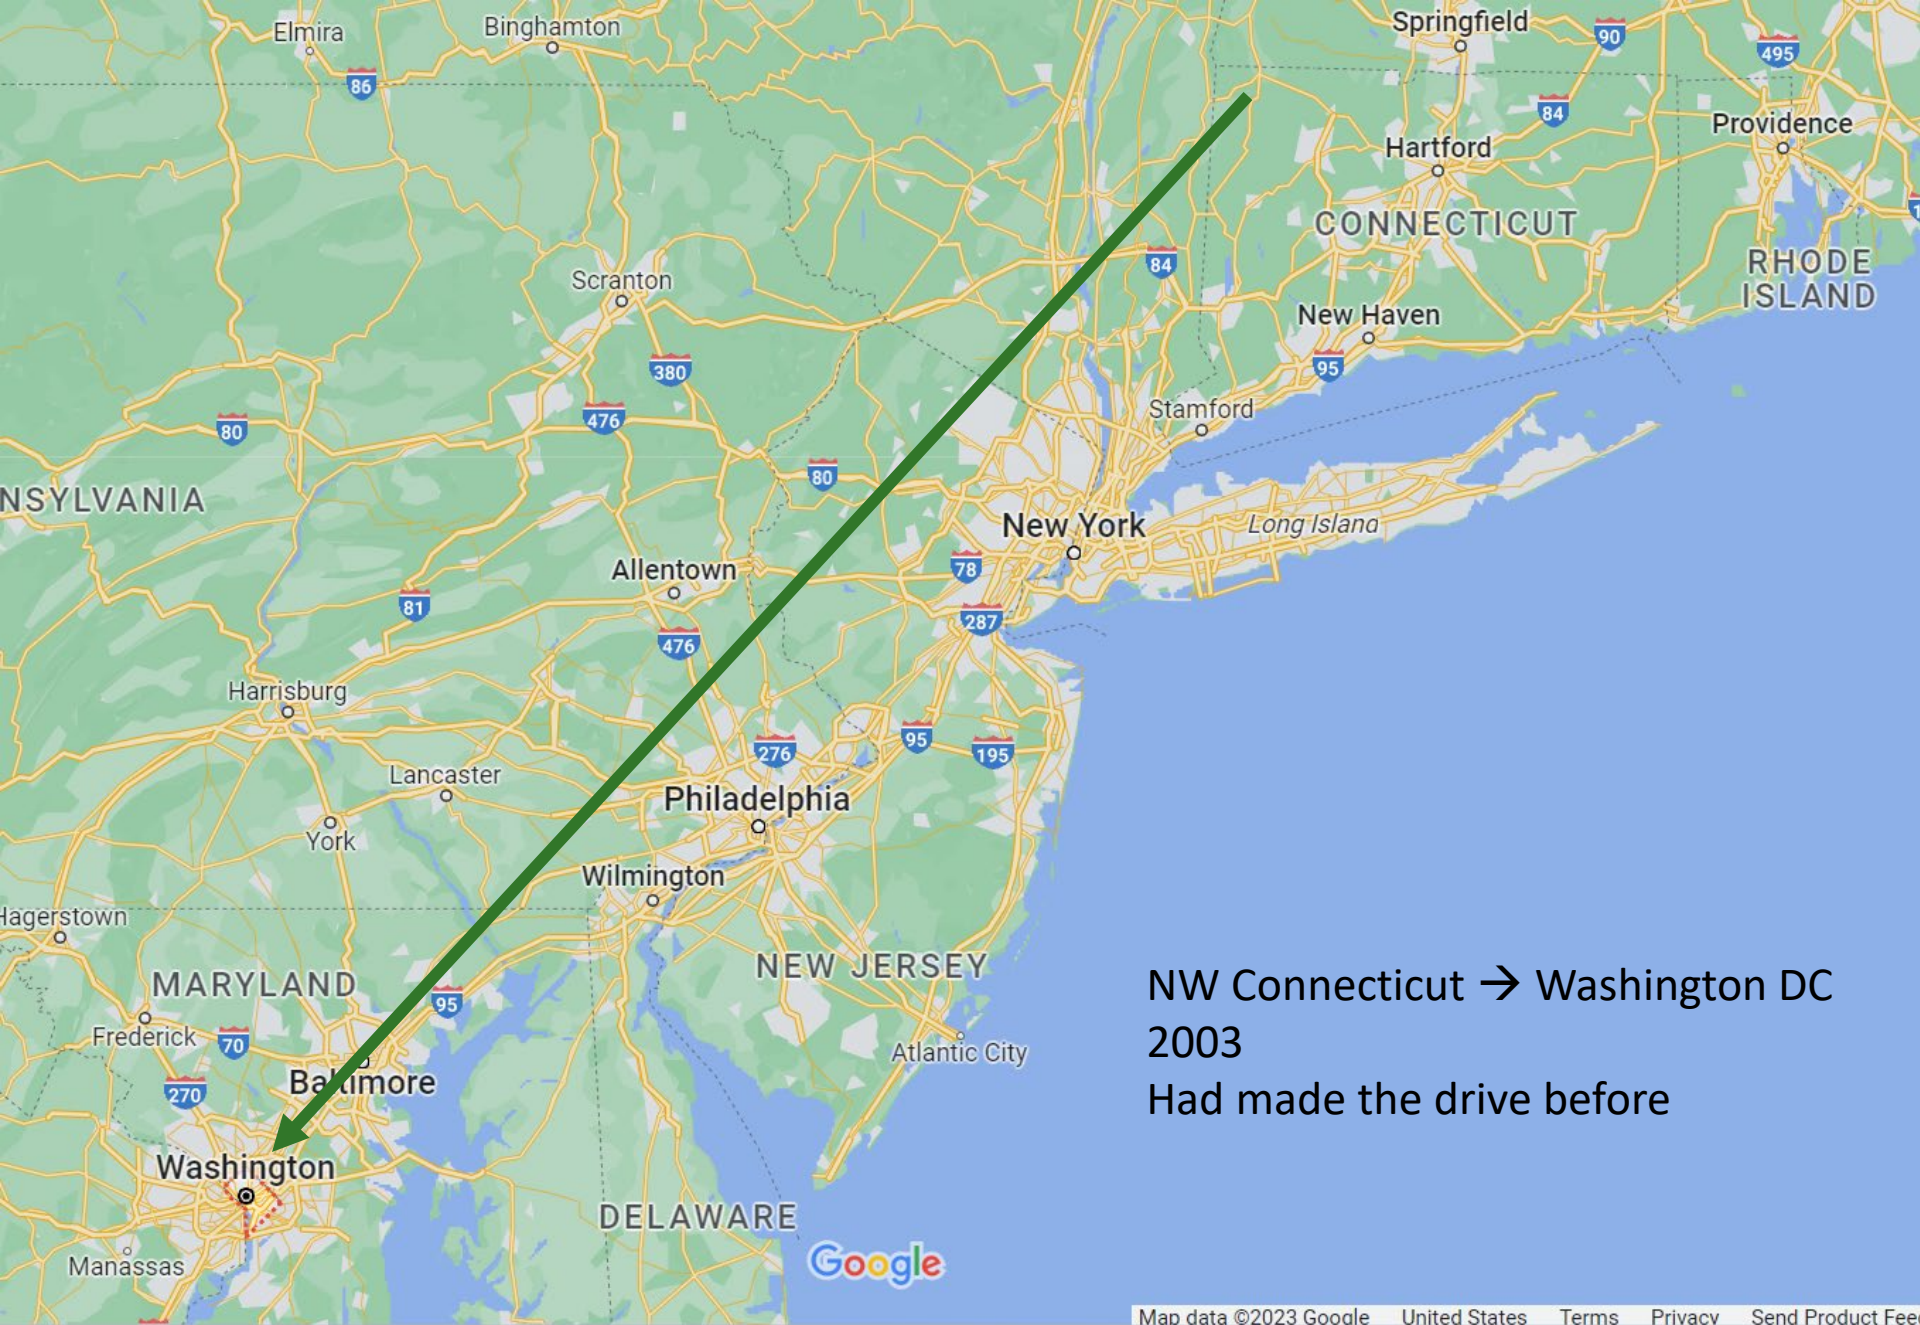 Elmira
Binghamton
Springfield
90
495
86
84
Providence
Hartford
CONNECTICUT
84
RHODE
ISLAND
Scranton
New Haven
380
95
Stamford
476
80
80
NSYLVANIA
New York
Long Island
Allentown
78
81
287
476
Harrisburg
95
195
276
Lancaster
Philadelphia
York
Wilmington
Hagerstown
NEW JERSEY
MARYLAND
95
NW Connecticut → Washington DC
2003
Had made the drive before
Frederick
70
Atlantic City
Baltimore
270
Washington
DELAWARE
Manassas
Google
Map data ©2023 Google United States Terms Privacy Send Product Fee